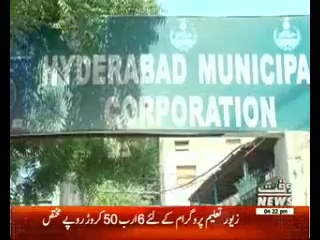 HYDERABAD MUNICIPA
CORPORATION
NEWS
04:22 pm
زیور تعلیم پروگرام کے لئے 6 ارب 50 کروڑ روپے مختص